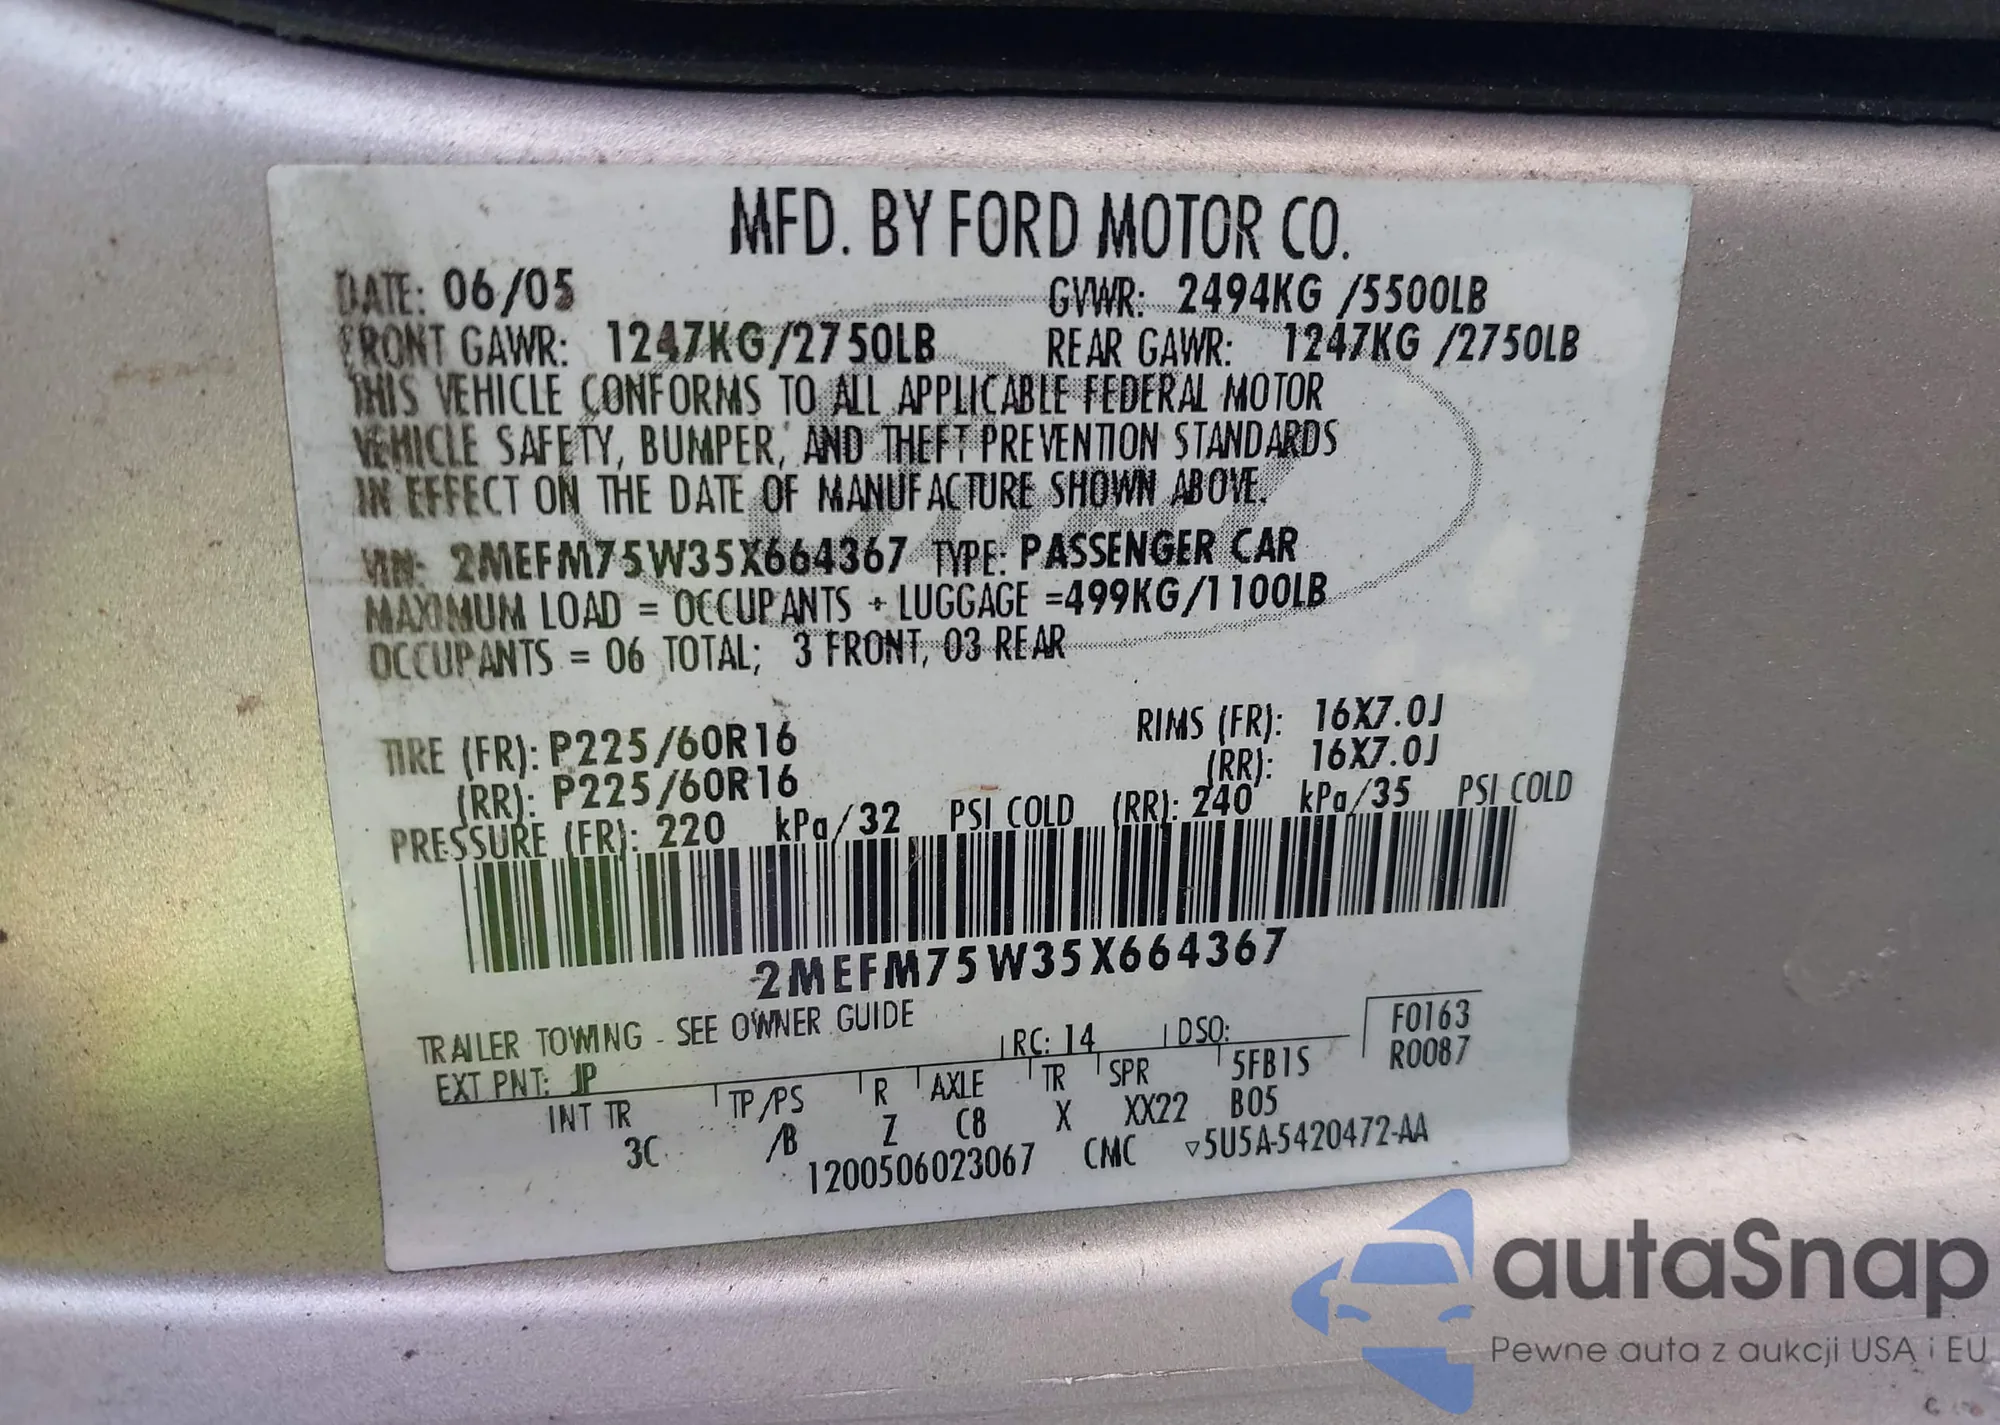 MFD. BY FORD MOTOR CO.
DATE: 06/05 GVWR: 2494KG /5500LB
FRONT GAWR: 1247KG/2750LB REAR GAWR: 1247KG /2750LB
THIS VEHICLE CONFORMS TO ALL APPLICABLE FEDERAL MOTOR
VEHICLE SAFETY, BUMPER, AND THEFT PREVENTION STANDARDS
IN EFFECT ON THE DATE OF MANUFACTURE SHOWN ABOVE.
VIN: 2MEFM75W35X664367 TYPE: PASSENGER CAR
MAXIMUM LOAD = OCCUPANTS + LUGGAGE =499KG/1100LB
OCCUPANTS = 06 TOTAL; 3 FRONT, 03 REAR
TIRE (FR): P225/60R16 RIMS (FR): 16X7.0J
(RR): P225/60R16 (RR): 16X7.0J
PRESSURE (FR): 220 kPa/32 PSI COLD (RR): 240 kPa/35 PSI COLD
2MEFM75W35X664367
TRAILER TOWING - SEE OWNER GUIDE
EXT PNT: JP RC: 14 DSO: F0163
R0087
INT TR TP/PS R AXLE TR SPR 5FB1S
3C /B Z C8 X XX22 B05
1200506023067 CMC ▿5U5A-5420472-AA
autaSnap
Pewne auta z aukcji USA i EU